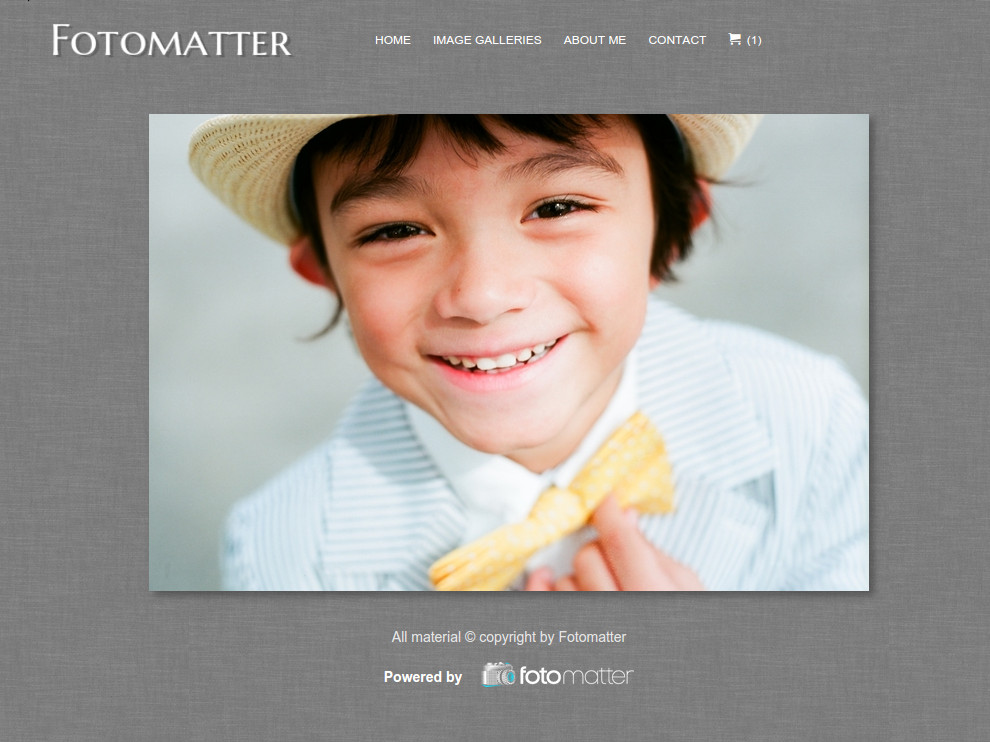 FOTOMATTER
HOME IMAGE GALLERIES ABOUT ME CONTACT (1)
All material © copyright by Fotomatter
Powered by fotomatter